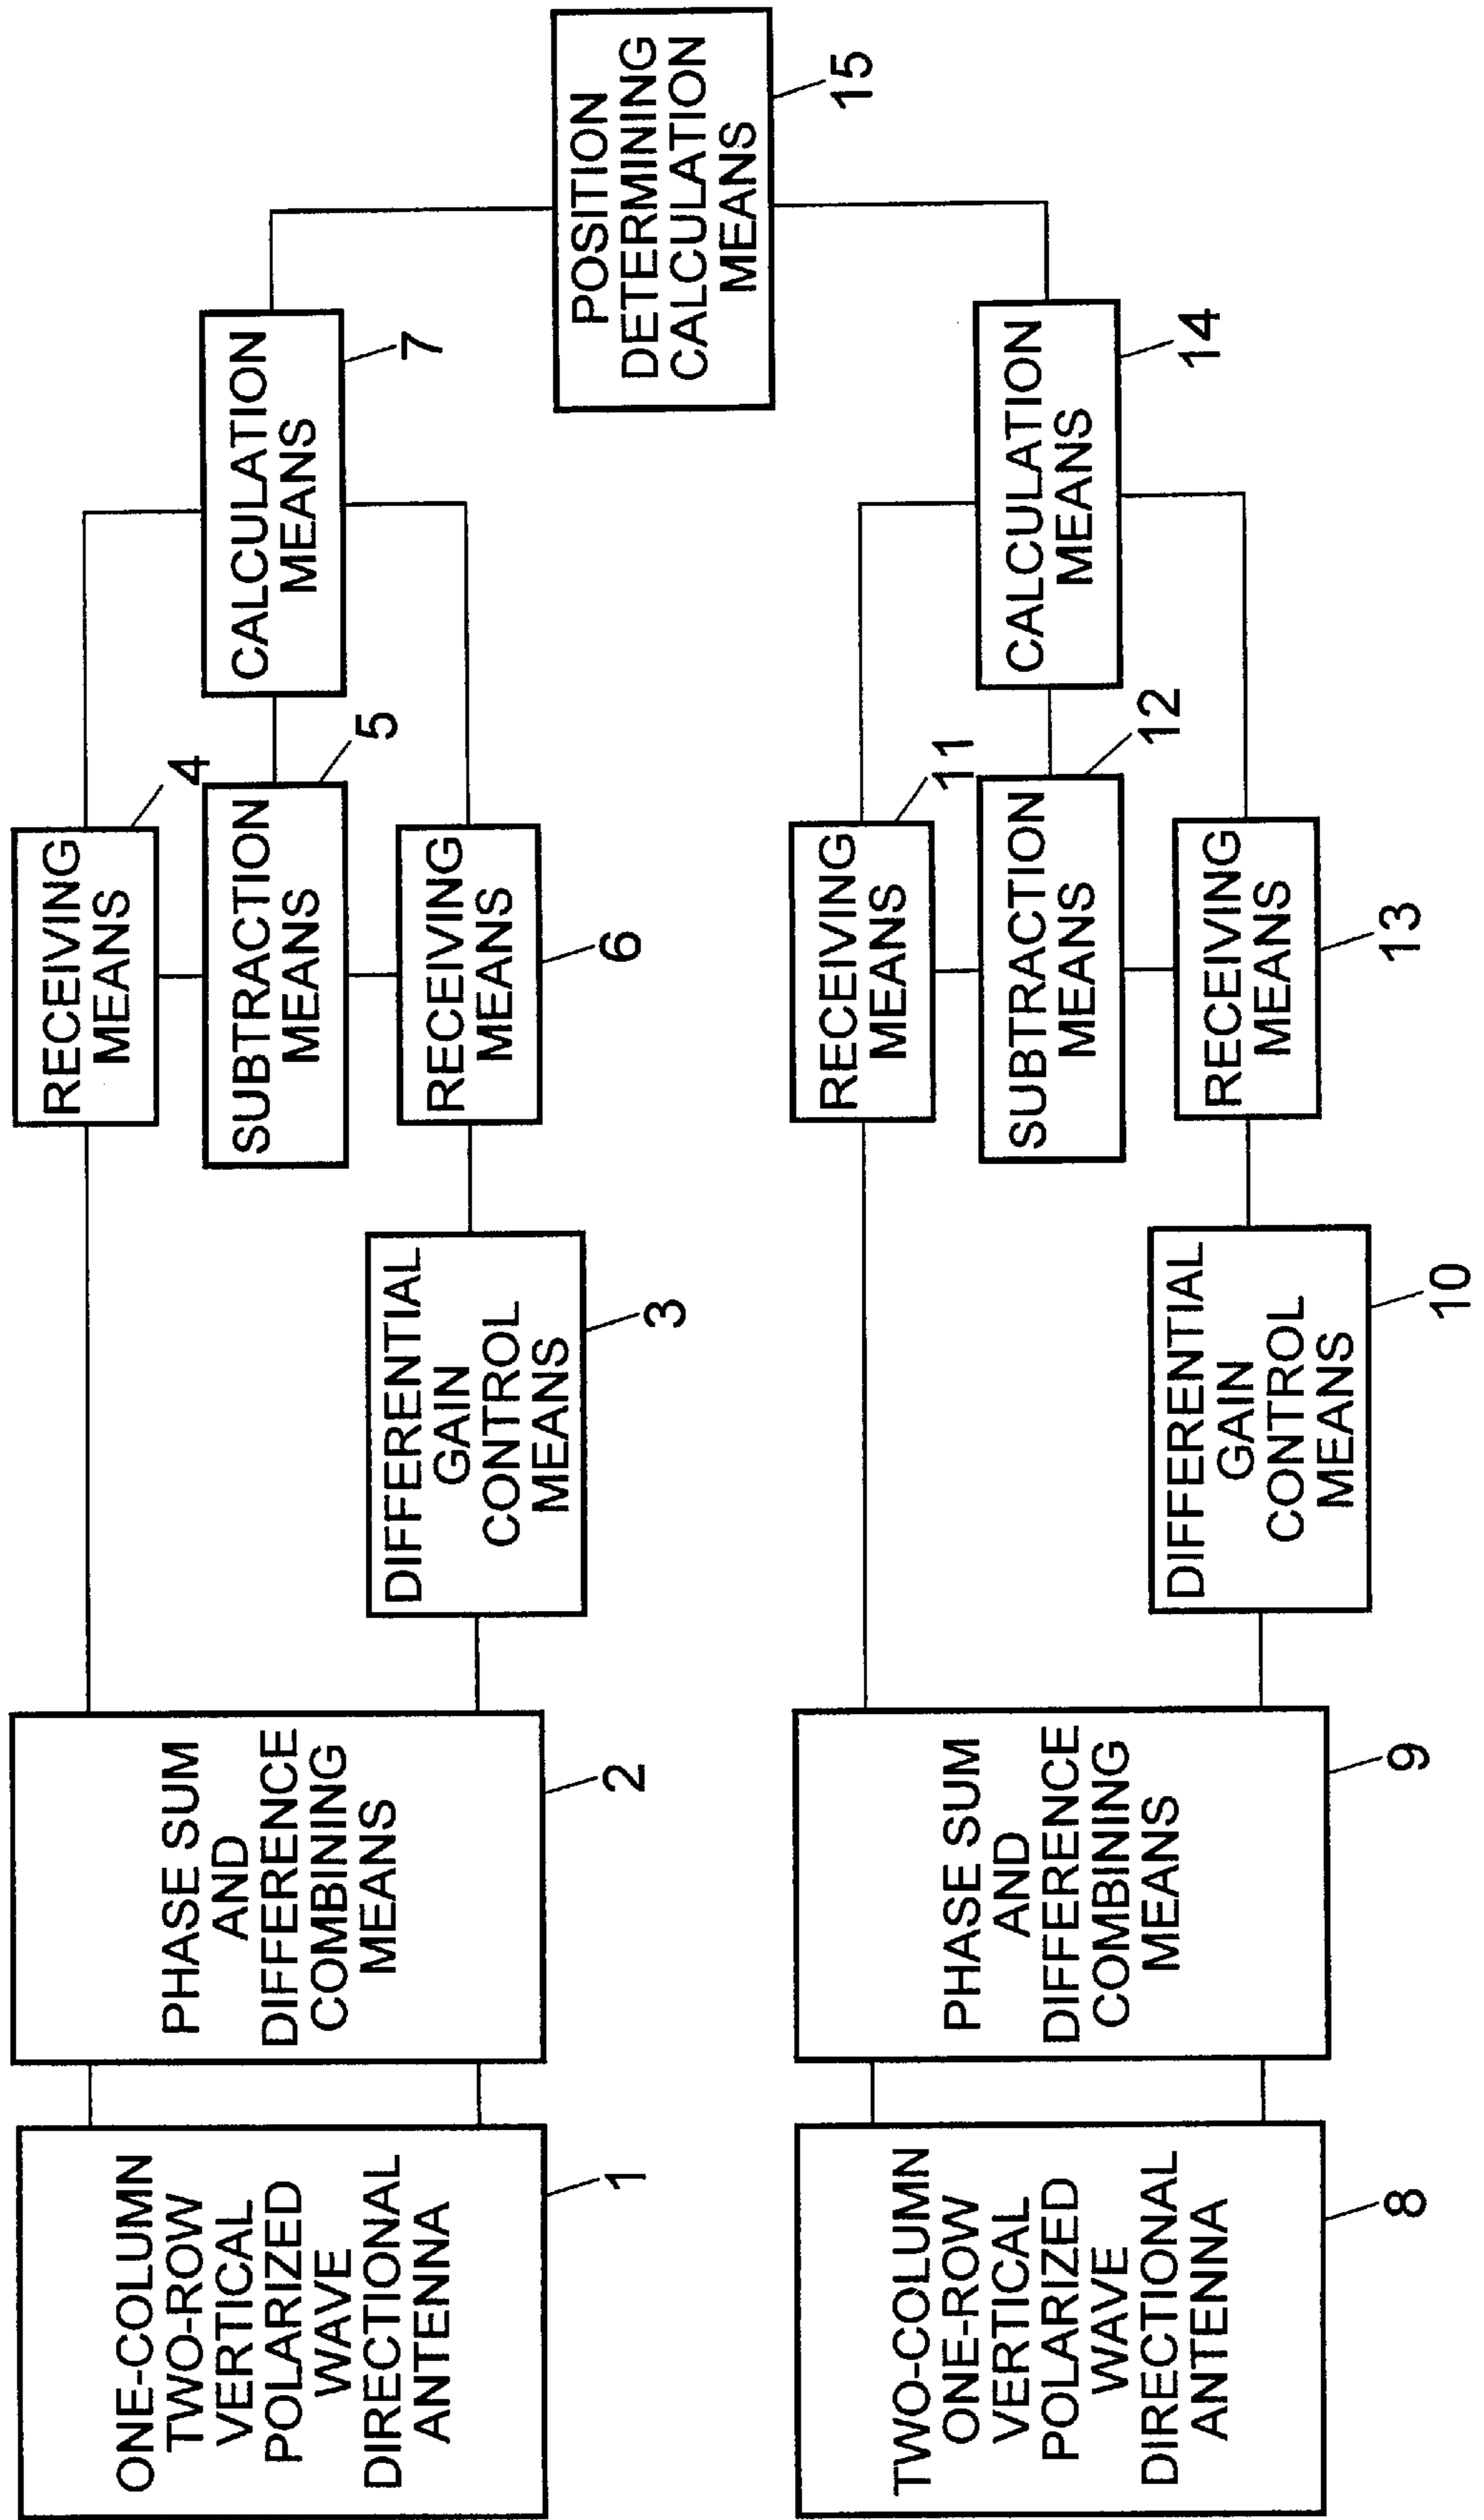 ONE-COLUMN
TWO-ROW
VERTICAL
POLARIZED
WAVE
DIRECTIONAL
ANTENNA
1
PHASE SUM
AND
DIFFERENCE
COMBINING
MEANS
2
DIFFERENTIAL
GAIN
CONTROL
MEANS
3
RECEIVING
MEANS
4
SUBTRACTION
MEANS
5
RECEIVING
MEANS
6
CALCULATION
MEANS
7
TWO-COLUMN
ONE-ROW
VERTICAL
POLARIZED
WAVE
DIRECTIONAL
ANTENNA
8
PHASE SUM
AND
DIFFERENCE
COMBINING
MEANS
9
DIFFERENTIAL
GAIN
CONTROL
MEANS
10
RECEIVING
MEANS
11
SUBTRACTION
MEANS
12
RECEIVING
MEANS
13
CALCULATION
MEANS
14
POSITION
DETERMINING
CALCULATION
MEANS
15